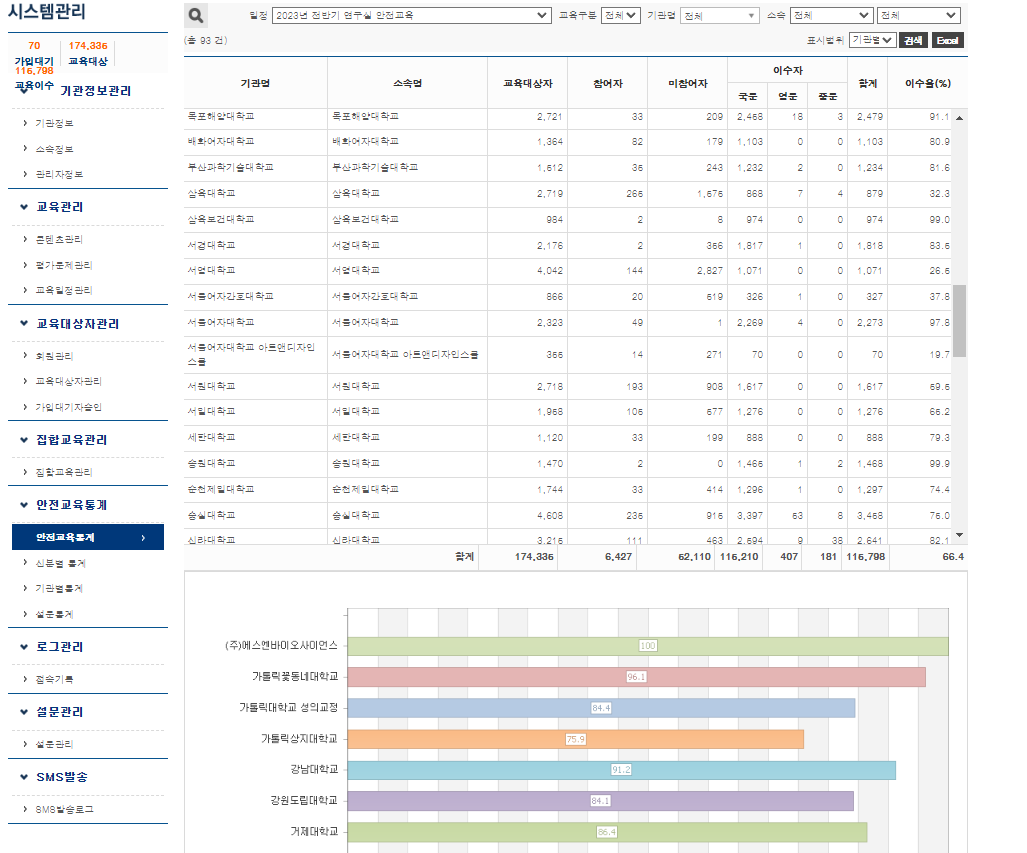 시스템관리
70 174,336
가입대기 교육대상
116,798
교육이수
기관정보관리
기관정보
소속정보
관리자정보
교육관리
콘텐츠관리
평가문제관리
교육일정관리
교육대상자관리
회원관리
교육대상자관리
가입대기자승인
집합교육관리
집합교육관리
안전교육통계
안전교육통계
신분별 통계
기관별통계
설문통계
로그관리
접속기록
설문관리
설문관리
SMS발송
SMS발송로그
일정 2023년 전반기 연구실 안전교육 교육구분 전체 기관명 전체 소속 전체 전체
(총 93 건) 표시범위 기관별 검색 Excel
기관명 소속명 교육대상자 참여자 미참여자 이수자 합계 이수율(%)
국문 영문 중문
목포해양대학교 목포해양대학교 2,721 33 209 2,458 18 3 2,479 91.1
배화여자대학교 배화여자대학교 1,364 82 179 1,103 0 0 1,103 80.9
부산과학기술대학교 부산과학기술대학교 1,512 35 243 1,232 2 0 1,234 81.6
삼육대학교 삼육대학교 2,719 265 1,575 868 7 4 879 32.3
삼육보건대학교 삼육보건대학교 984 2 8 974 0 0 974 99.0
서경대학교 서경대학교 2,176 2 356 1,817 1 0 1,818 83.5
서영대학교 서영대학교 4,042 144 2,827 1,071 0 0 1,071 26.5
서울여자간호대학교 서울여자간호대학교 866 20 519 326 1 0 327 37.8
서울여자대학교 서울여자대학교 2,323 49 1 2,269 4 0 2,273 97.8
서울여자대학교 아트앤디자인스쿨 서울여자대학교 아트앤디자인스쿨 355 14 271 70 0 0 70 19.7
서원대학교 서원대학교 2,718 193 908 1,617 0 0 1,617 59.5
서일대학교 서일대학교 1,958 105 577 1,276 0 0 1,276 65.2
세한대학교 세한대학교 1,120 33 199 888 0 0 888 79.3
송원대학교 송원대학교 1,470 2 0 1,465 1 2 1,468 99.9
순천제일대학교 순천제일대학교 1,744 33 414 1,296 1 0 1,297 74.4
숭실대학교 숭실대학교 4,608 235 915 3,397 53 8 3,458 75.0
신라대학교 신라대학교 3,215 111 463 2,594 9 38 2,641 82.1
합계 174,336 6,427 52,110 116,210 407 181 116,798 66.4
(주)에스엔바이오사이언스 100
가톨릭꽃동네대학교 96.1
가톨릭대학교 성의교정 84.4
가톨릭상지대학교 75.9
강남대학교 91.2
강원도립대학교 84.1
거제대학교 86.4